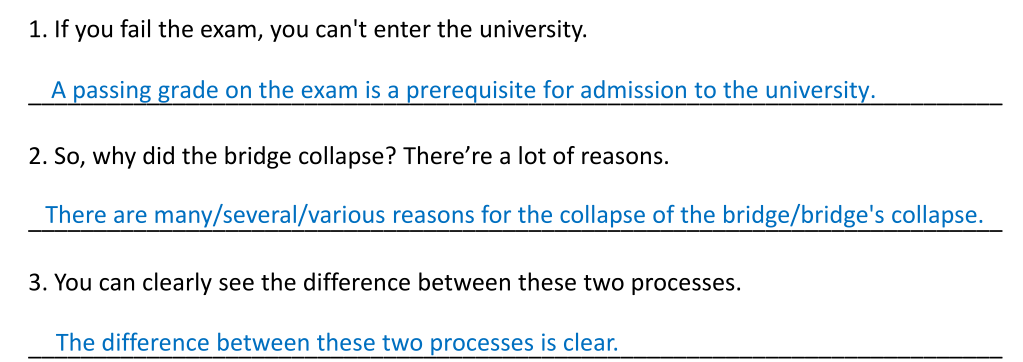 1. If you fail the exam, you can't enter the university.
A passing grade on the exam is a prerequisite for admission to the university.
2. So, why did the bridge collapse? There’re a lot of reasons.
There are many/several/various reasons for the collapse of the bridge/bridge's collapse.
3. You can clearly see the difference between these two processes.
The difference between these two processes is clear.